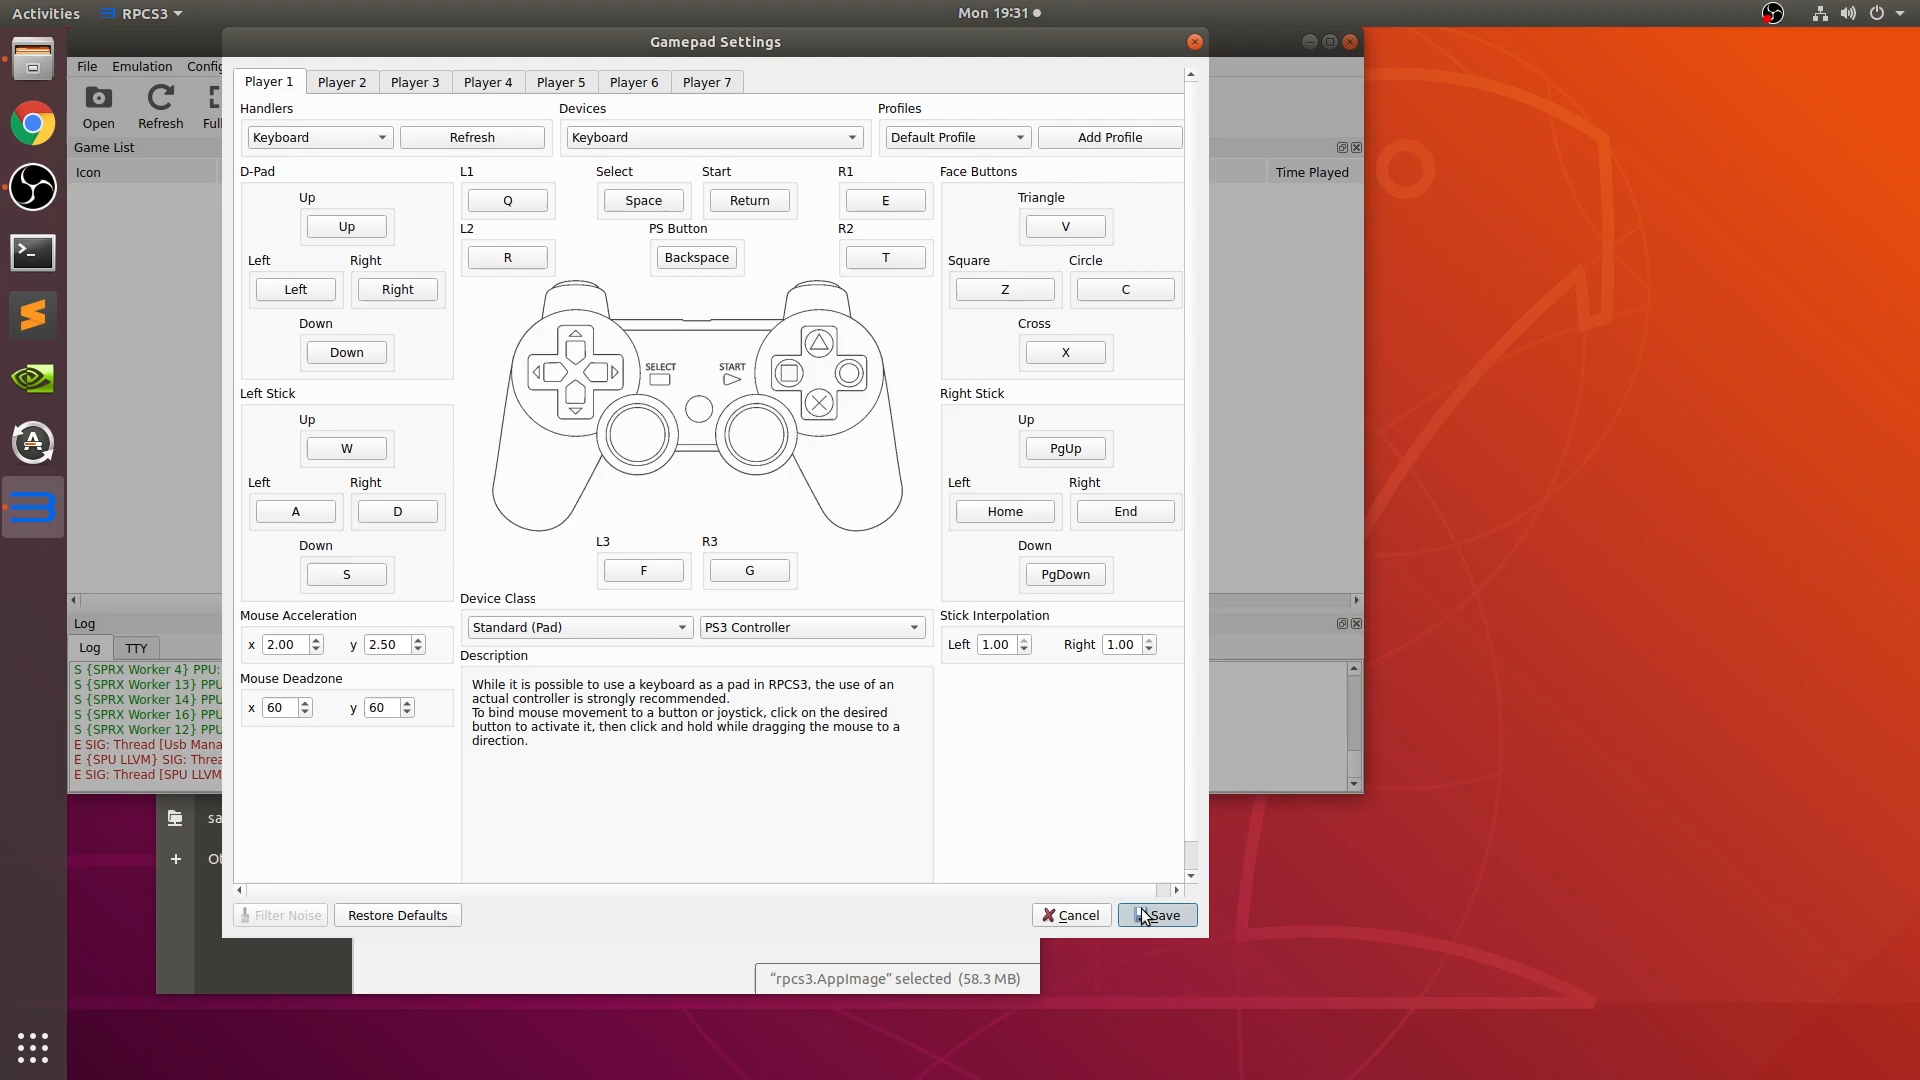 Activities
RPCS3
Mon 19:31
Gamepad Settings
File
Emulation
Config
Open
Refresh
Full
Game List
Icon
Time Played
Player 1
Player 2
Player 3
Player 4
Player 5
Player 6
Player 7
Handlers
Devices
Profiles
Keyboard
Refresh
Keyboard
Default Profile
Add Profile
D-Pad
L1
Select
Start
R1
Face Buttons
Up
Q
Space
Return
E
Triangle
Up
L2
PS Button
R2
V
Left
Right
R
Backspace
T
Square
Circle
Left
Right
Z
C
Down
Cross
Down
X
SELECT
START
Left Stick
Right Stick
Up
Up
W
PgUp
Left
Right
Left
Right
A
D
Home
End
Down
L3
R3
Down
S
F
G
PgDown
Mouse Acceleration
Device Class
Stick Interpolation
x 2.00
y 2.50
Standard (Pad)
PS3 Controller
Left 1.00
Right 1.00
Mouse Deadzone
Description
x 60
y 60
While it is possible to use a keyboard as a pad in RPCS3, the use of an
actual controller is strongly recommended.
To bind mouse movement to a button or joystick, click on the desired
button to activate it, then click and hold while dragging the mouse to a
direction.
Log
Log
TTY
S {SPRX Worker 4} PPU:
S {SPRX Worker 13} PPU
S {SPRX Worker 14} PPU
S {SPRX Worker 16} PPU
S {SPRX Worker 12} PPU
E SIG: Thread [Usb Mana
E {SPU LLVM} SIG: Threa
E SIG: Thread [SPU LLVM
sa
Filter Noise
Restore Defaults
Cancel
Save
“rpcs3.AppImage” selected (58.3 MB)